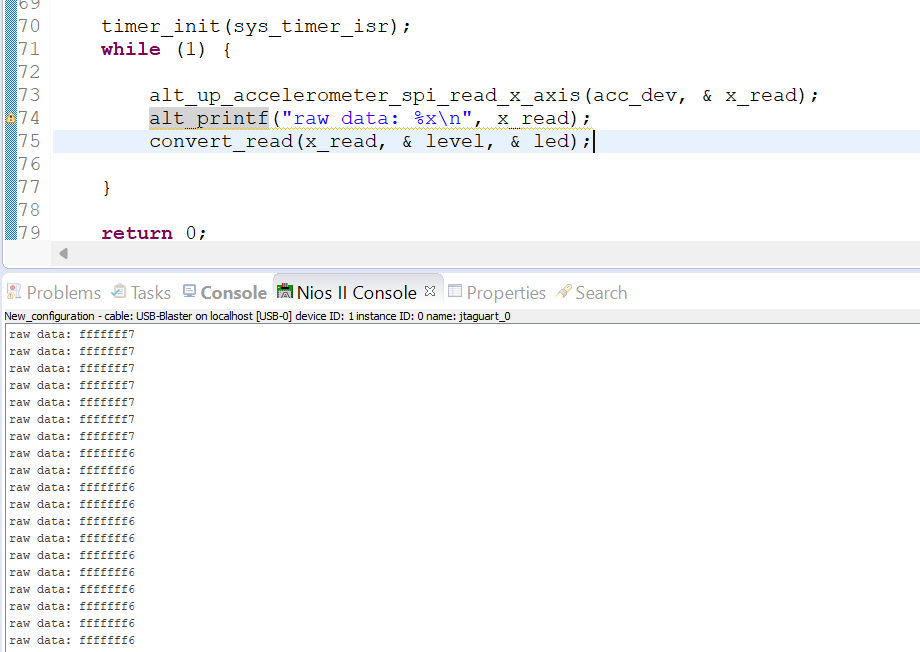 69
70 timer_init(sys_timer_isr);
71 while (1) {
72
73 alt_up_accelerometer_spi_read_x_axis(acc_dev, & x_read);
74 alt_printf("raw data: %x\n", x_read);
75 convert_read(x_read, & level, & led);
76
77 }
78
79 return 0;
Problems Tasks Console Nios II Console Properties Search
New_configuration - cable: USB-Blaster on localhost [USB-0] device ID: 1 instance ID: 0 name: jtaguart_0
raw data: fffffff7
raw data: fffffff7
raw data: fffffff7
raw data: fffffff7
raw data: fffffff7
raw data: fffffff7
raw data: fffffff7
raw data: fffffff6
raw data: fffffff6
raw data: fffffff6
raw data: fffffff6
raw data: fffffff6
raw data: fffffff6
raw data: fffffff6
raw data: fffffff6
raw data: fffffff6
raw data: fffffff6
raw data: fffffff6
raw data: fffffff6